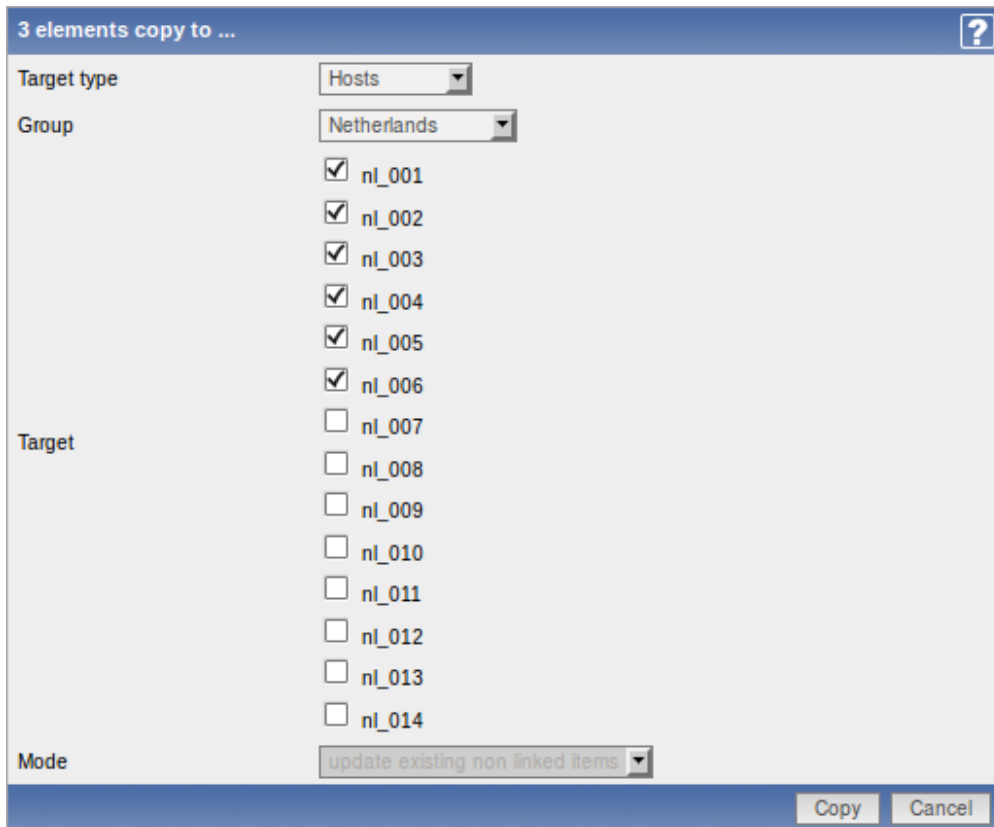 3 elements copy to ... ?
Target type Hosts
Group Netherlands
nl_001
nl_002
nl_003
nl_004
nl_005
nl_006
nl_007
Target
nl_008
nl_009
nl_010
nl_011
nl_012
nl_013
nl_014
Mode update existing non linked items
Copy Cancel